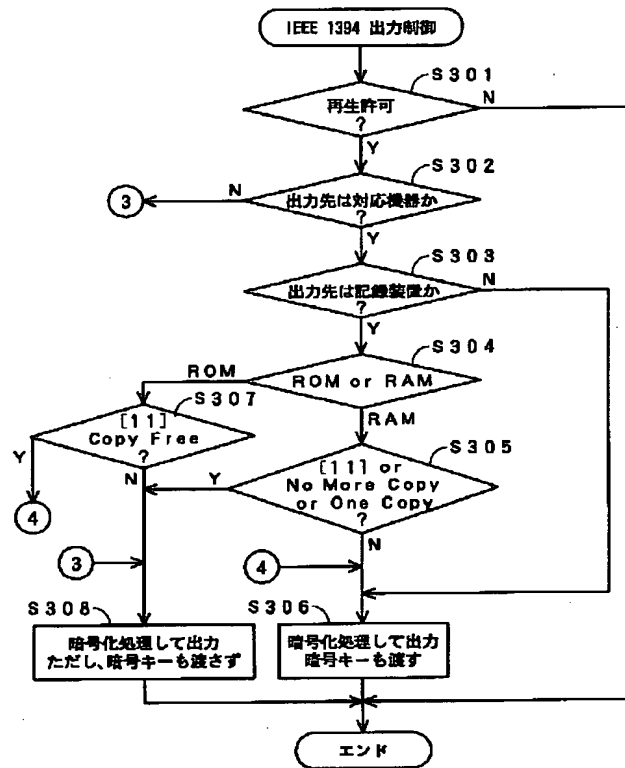 IEEE 1394 出力制御
S301
再生許可
?
N
Y
S302
出力先は対応機器か
?
N
3
Y
S303
出力先は記録装置か
?
N
Y
S304
ROM or RAM
ROM
RAM
S307
[11]
Copy Free
?
Y
N
4
S305
[11] or
No More Copy
or One Copy
?
Y
N
3
4
S308
暗号化処理して出力
ただし、暗号キーも渡さず
S306
暗号化処理して出力
暗号キーも渡す
エンド